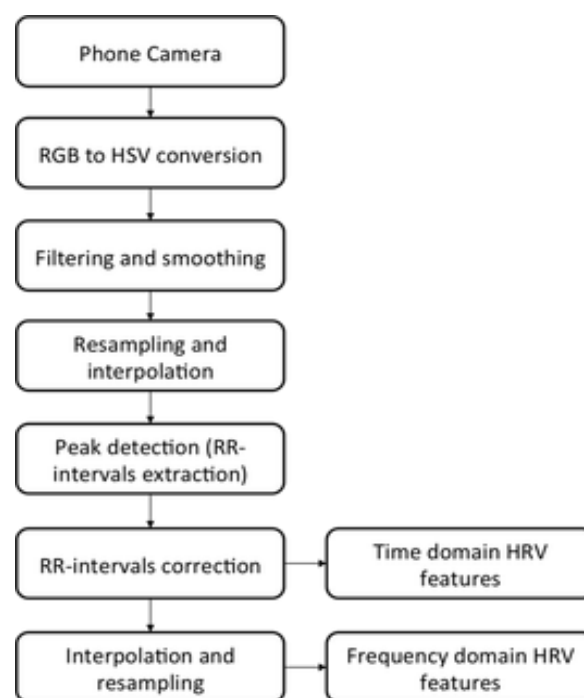 Phone Camera
RGB to HSV conversion
Filtering and smoothing
Resampling and
interpolation
Peak detection (RR-
intervals extraction)
RR-intervals correction
Time domain HRV
features
Interpolation and
resampling
Frequency domain HRV
features